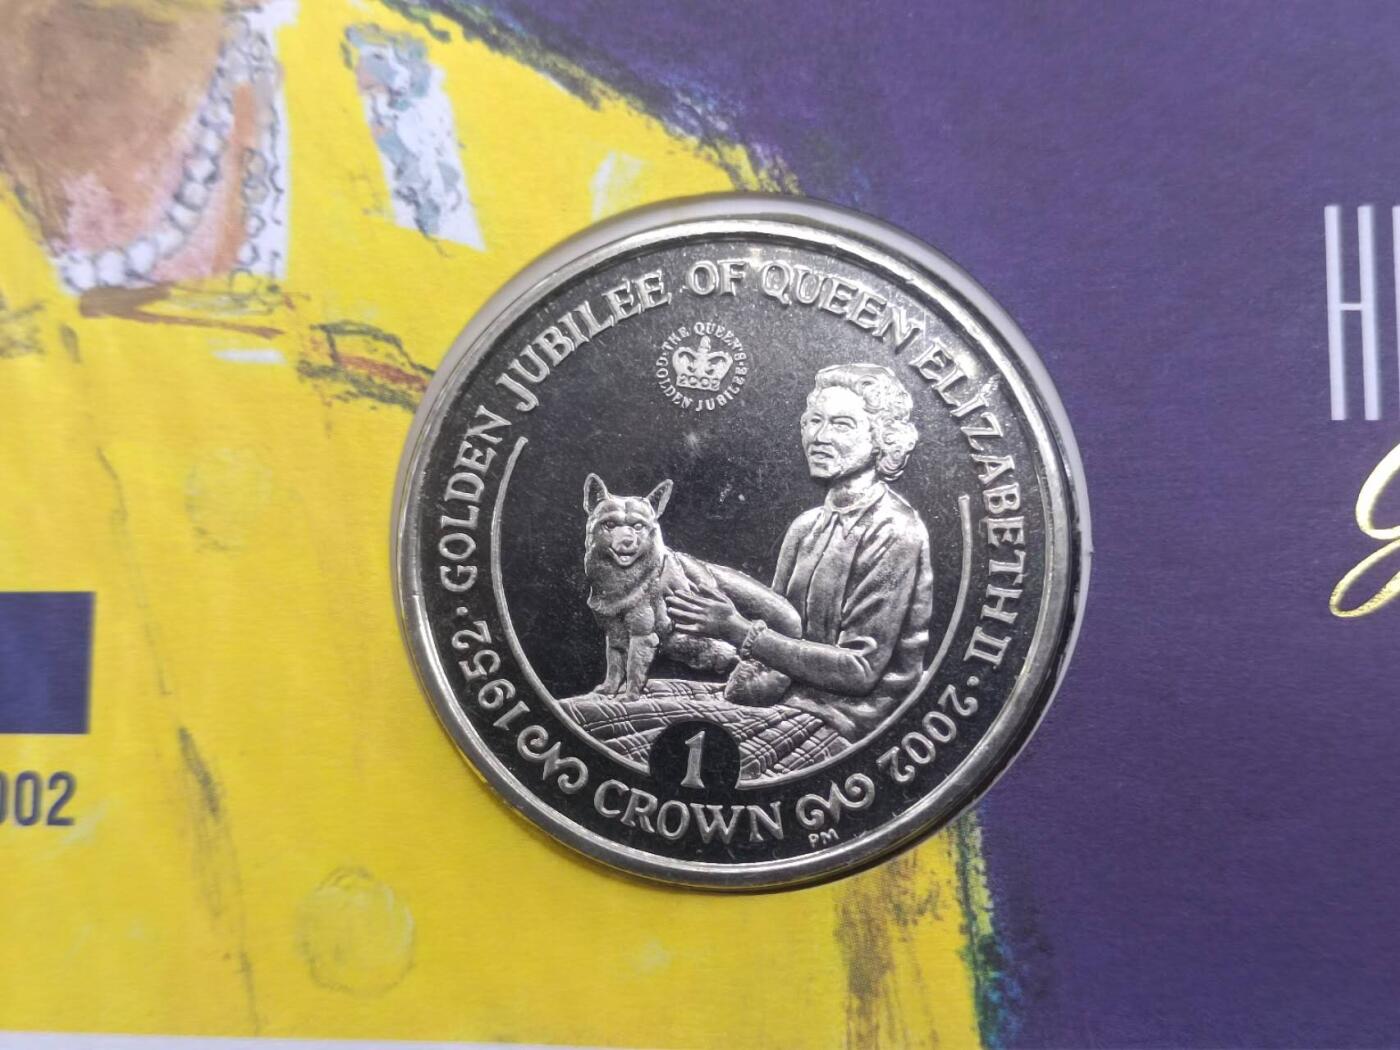 1952 · GOLDEN JUBILEE OF QUEEN ELIZABETH II · 2002
· THE QUEEN'S · GOLDEN JUBILEE
2002
1
CROWN
PM
002